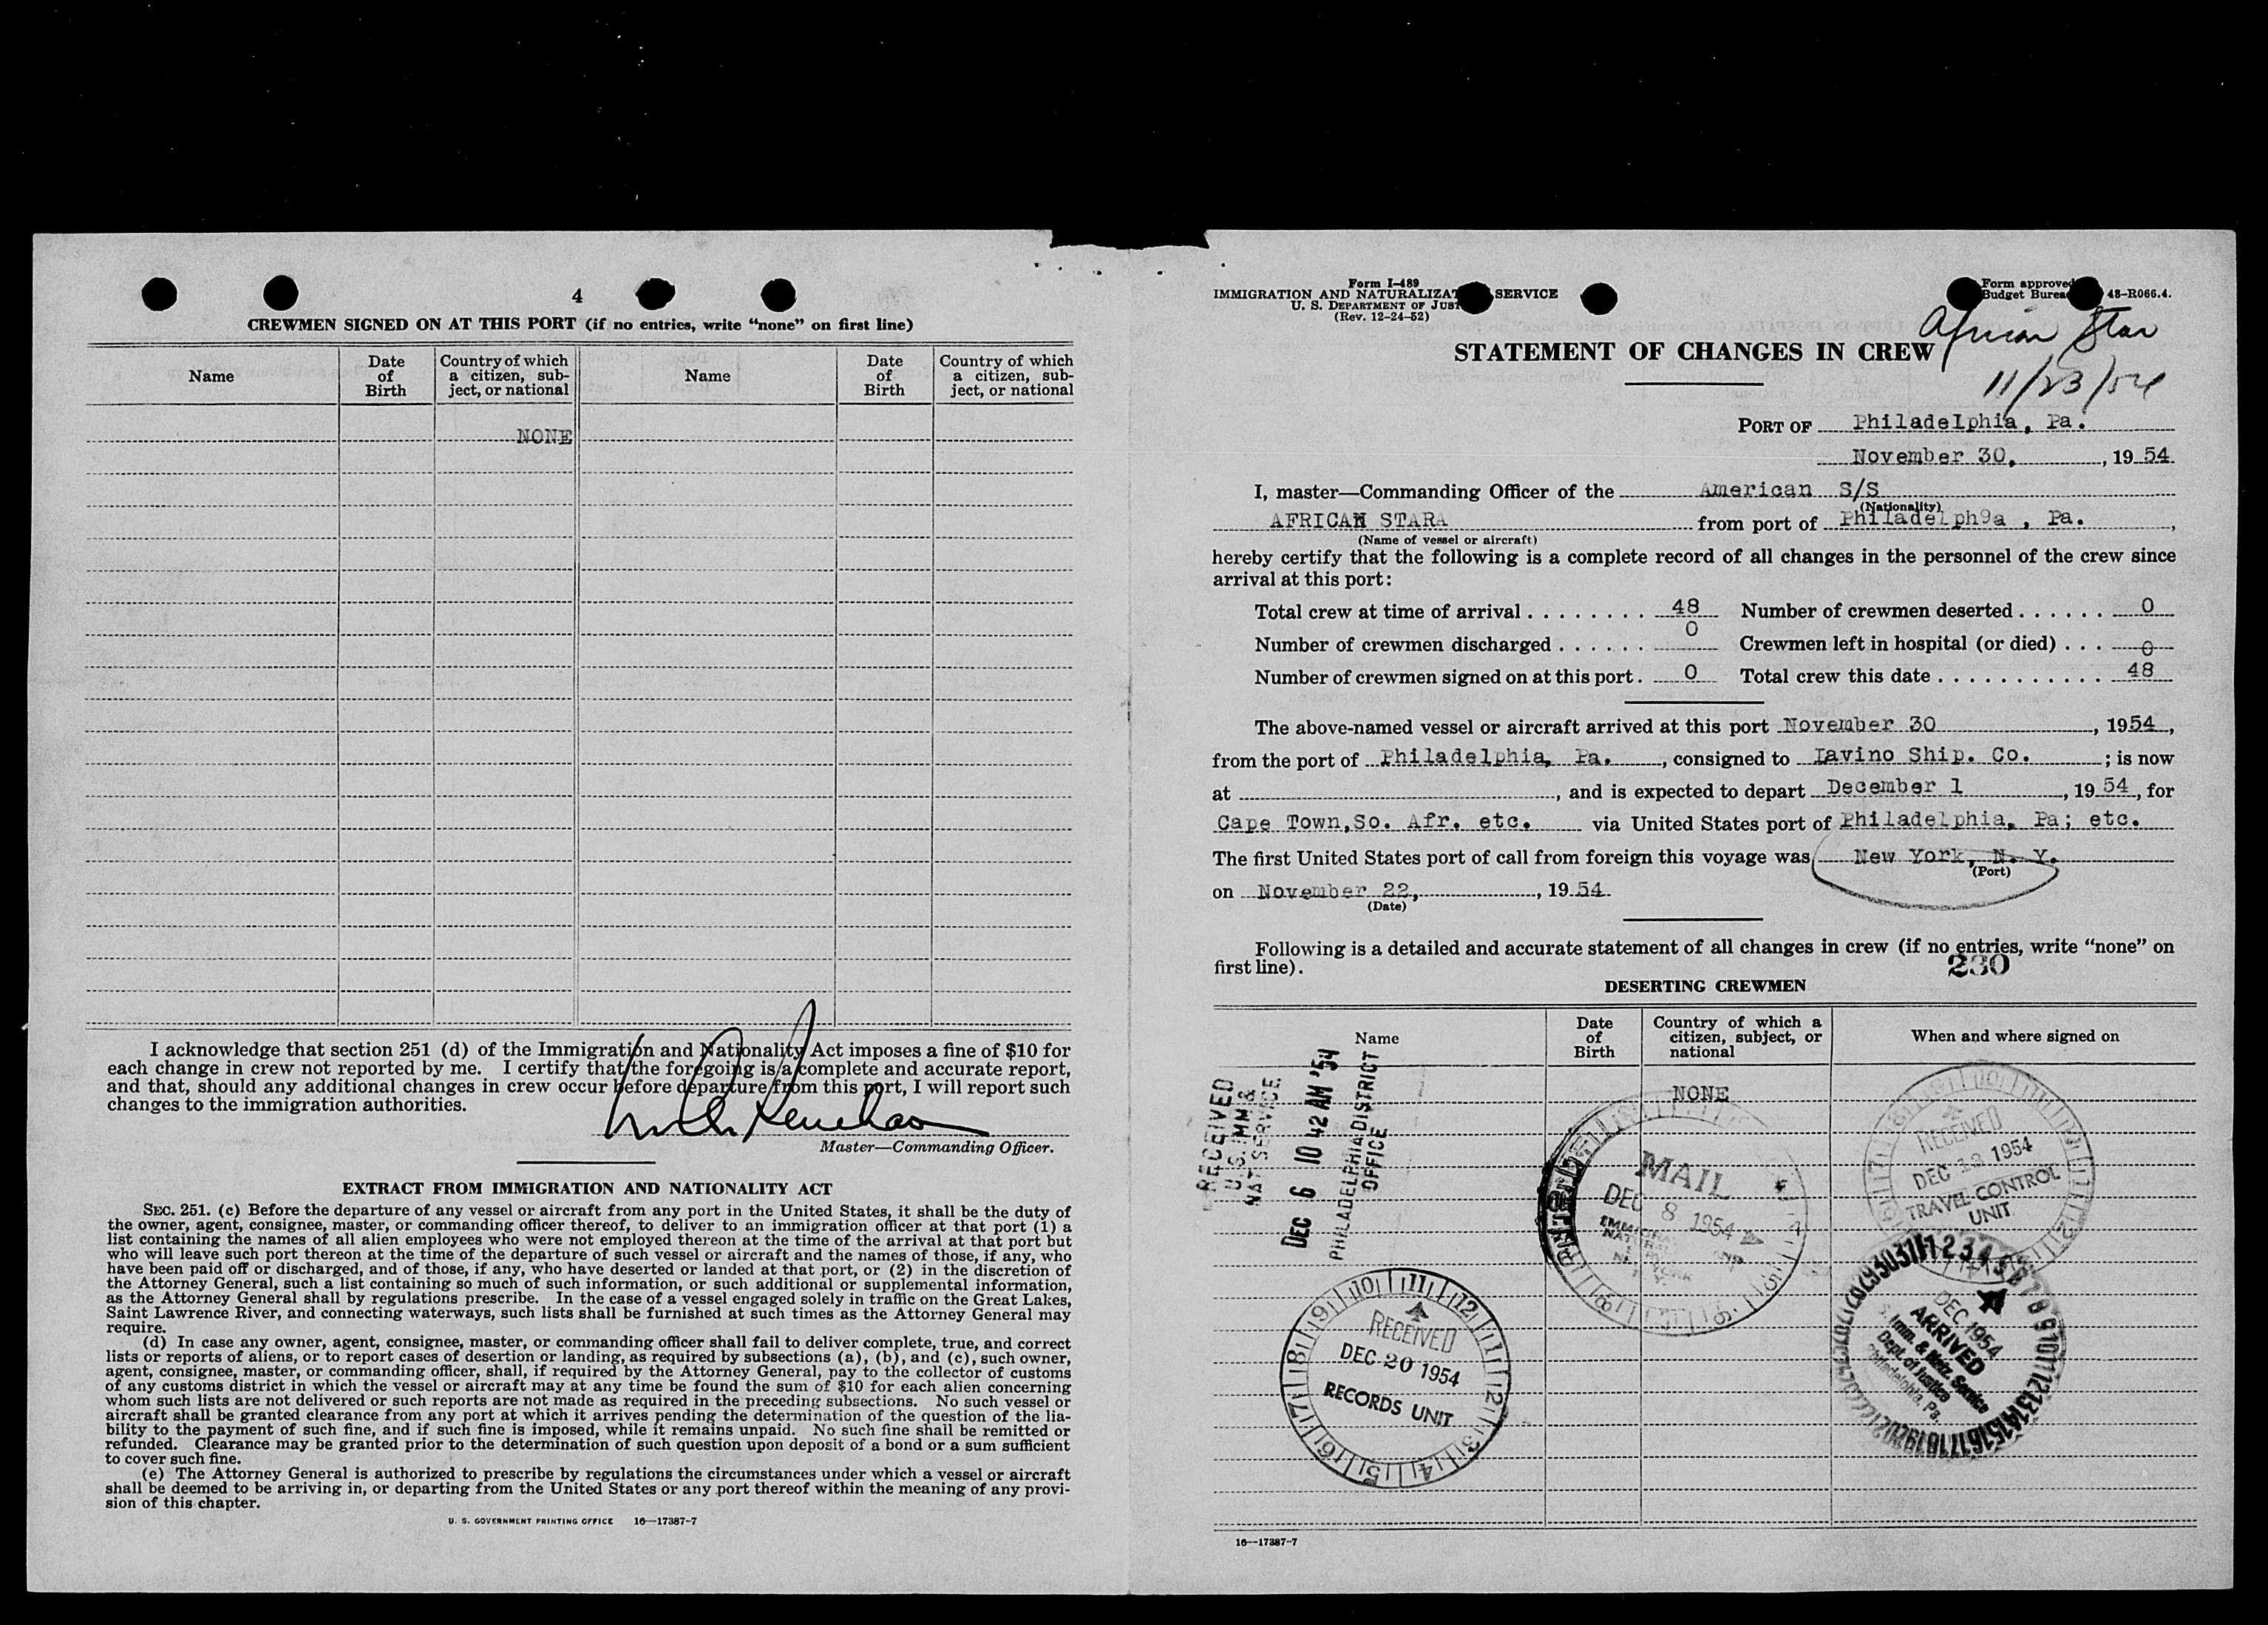 4
CREWMEN SIGNED ON AT THIS PORT (if no entries, write “none” on first line)
Name
Date of Birth
Country of which a citizen, subject, or national
Name
Date of Birth
Country of which a citizen, subject, or national
NONE
I acknowledge that section 251 (d) of the Immigration and Nationality Act imposes a fine of $10 for
each change in crew not reported by me. I certify that the foregoing is a complete and accurate report,
and that, should any additional changes in crew occur before departure from this port, I will report such
changes to the immigration authorities.
Master—Commanding Officer.
EXTRACT FROM IMMIGRATION AND NATIONALITY ACT
SEC. 251. (c) Before the departure of any vessel or aircraft from any port in the United States, it shall be the duty of
the owner, agent, consignee, master, or commanding officer thereof, to deliver to an immigration officer at that port (1) a
list containing the names of all alien employees who were not employed thereon at the time of the arrival at that port but
who will leave such port thereon at the time of the departure of such vessel or aircraft and the names of those, if any, who
have been paid off or discharged, and of those, if any, who have deserted or landed at that port, or (2) in the discretion of
the Attorney General, such a list containing so much of such information, or such additional or supplemental information,
as the Attorney General shall by regulations prescribe. In the case of a vessel engaged solely in traffic on the Great Lakes,
Saint Lawrence River, and connecting waterways, such lists shall be furnished at such times as the Attorney General may
require.
(d) In case any owner, agent, consignee, master, or commanding officer shall fail to deliver complete, true, and correct
lists or reports of aliens, or to report cases of desertion or landing, as required by subsections (a), (b), and (c), such owner,
agent, consignee, master, or commanding officer, shall, if required by the Attorney General, pay to the collector of customs
of any customs district in which the vessel or aircraft may at any time be found the sum of $10 for each alien concerning
whom such lists are not delivered or such reports are not made as required in the preceding subsections. No such vessel or
aircraft shall be granted clearance from any port at which it arrives pending the determination of the question of the lia-
bility to the payment of such fine, and if such fine is imposed, while it remains unpaid. No such fine shall be remitted or
refunded. Clearance may be granted prior to the determination of such question upon deposit of a bond or a sum sufficient
to cover such fine.
(e) The Attorney General is authorized to prescribe by regulations the circumstances under which a vessel or aircraft
shall be deemed to be arriving in, or departing from the United States or any port thereof within the meaning of any provi-
sion of this chapter.
U. S. GOVERNMENT PRINTING OFFICE 16—17387-7
Form I-489
IMMIGRATION AND NATURALIZAT SERVICE
U. S. DEPARTMENT OF JUST
(Rev. 12-24-52)
Form approved
Budget Burea 43-R066.4.
African Star
11/23/54
STATEMENT OF CHANGES IN CREW
PORT OF Philadelphia, Pa.
November 30, , 19 54
I, master—Commanding Officer of the American S/S
(Nationality)
AFRICAN STARA from port of Philadelph9a , Pa. ,
(Name of vessel or aircraft)
hereby certify that the following is a complete record of all changes in the personnel of the crew since
arrival at this port:
Total crew at time of arrival . . . . . . . . . 48 Number of crewmen deserted . . . . . . 0
Number of crewmen discharged . . . . . . 0 Crewmen left in hospital (or died) . . . 0
Number of crewmen signed on at this port . 0 Total crew this date . . . . . . . . . . . . 48
The above-named vessel or aircraft arrived at this port November 30 , 1954 ,
from the port of Philadelphia, Pa. , consigned to Lavino Ship. Co. ; is now
at , and is expected to depart December 1 , 19 54 , for
Cape Town,So. Afr. etc. via United States port of Philadelphia, Pa; etc.
The first United States port of call from foreign this voyage was New York, N. Y.
(Port)
on November 22, , 19 54
(Date)
Following is a detailed and accurate statement of all changes in crew (if no entries, write “none” on
first line).
230
DESERTING CREWMEN
Name
Date of Birth
Country of which a citizen, subject, or national
When and where signed on
NONE
RECEIVED
U.S. IMM &
NAT SERVICE
DEC 6 10 42 AM '54
PHILADELPHIA DISTRICT
OFFICE
MAIL
DEC 8 1954
RECEIVED
DEC 1954
TRAVEL CONTROL
UNIT
RECEIVED
DEC 20 1954
RECORDS UNIT
DEC 1954
ARRIVED
Imm. & Natz. Service
Dept. of Justice
Philadelphia, Pa.
16—17387-7